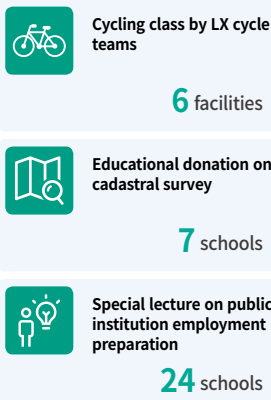 Cycling class by LX cycle
teams
6 facilities
Educational donation on
cadastral survey
7 schools
Special lecture on public
institution employment
preparation
24 schools